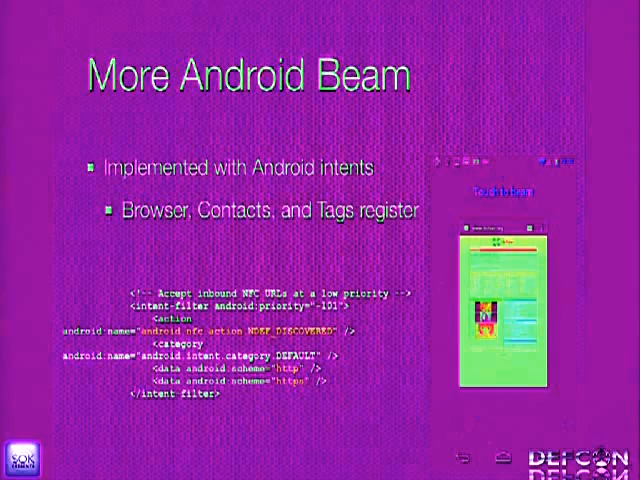 More Android Beam
Implemented with Android intents
Browser, Contacts, and Tags register
Touch to beam
<!-- Accept inbound NFC URLs at a low priority -->
<intent-filter android:priority="-101">
<action
android:name="android.nfc.action.NDEF_DISCOVERED" />
<category
android:name="android.intent.category.DEFAULT" />
<data android:scheme="http" />
<data android:scheme="https" />
</intent-filter>
DEFCON